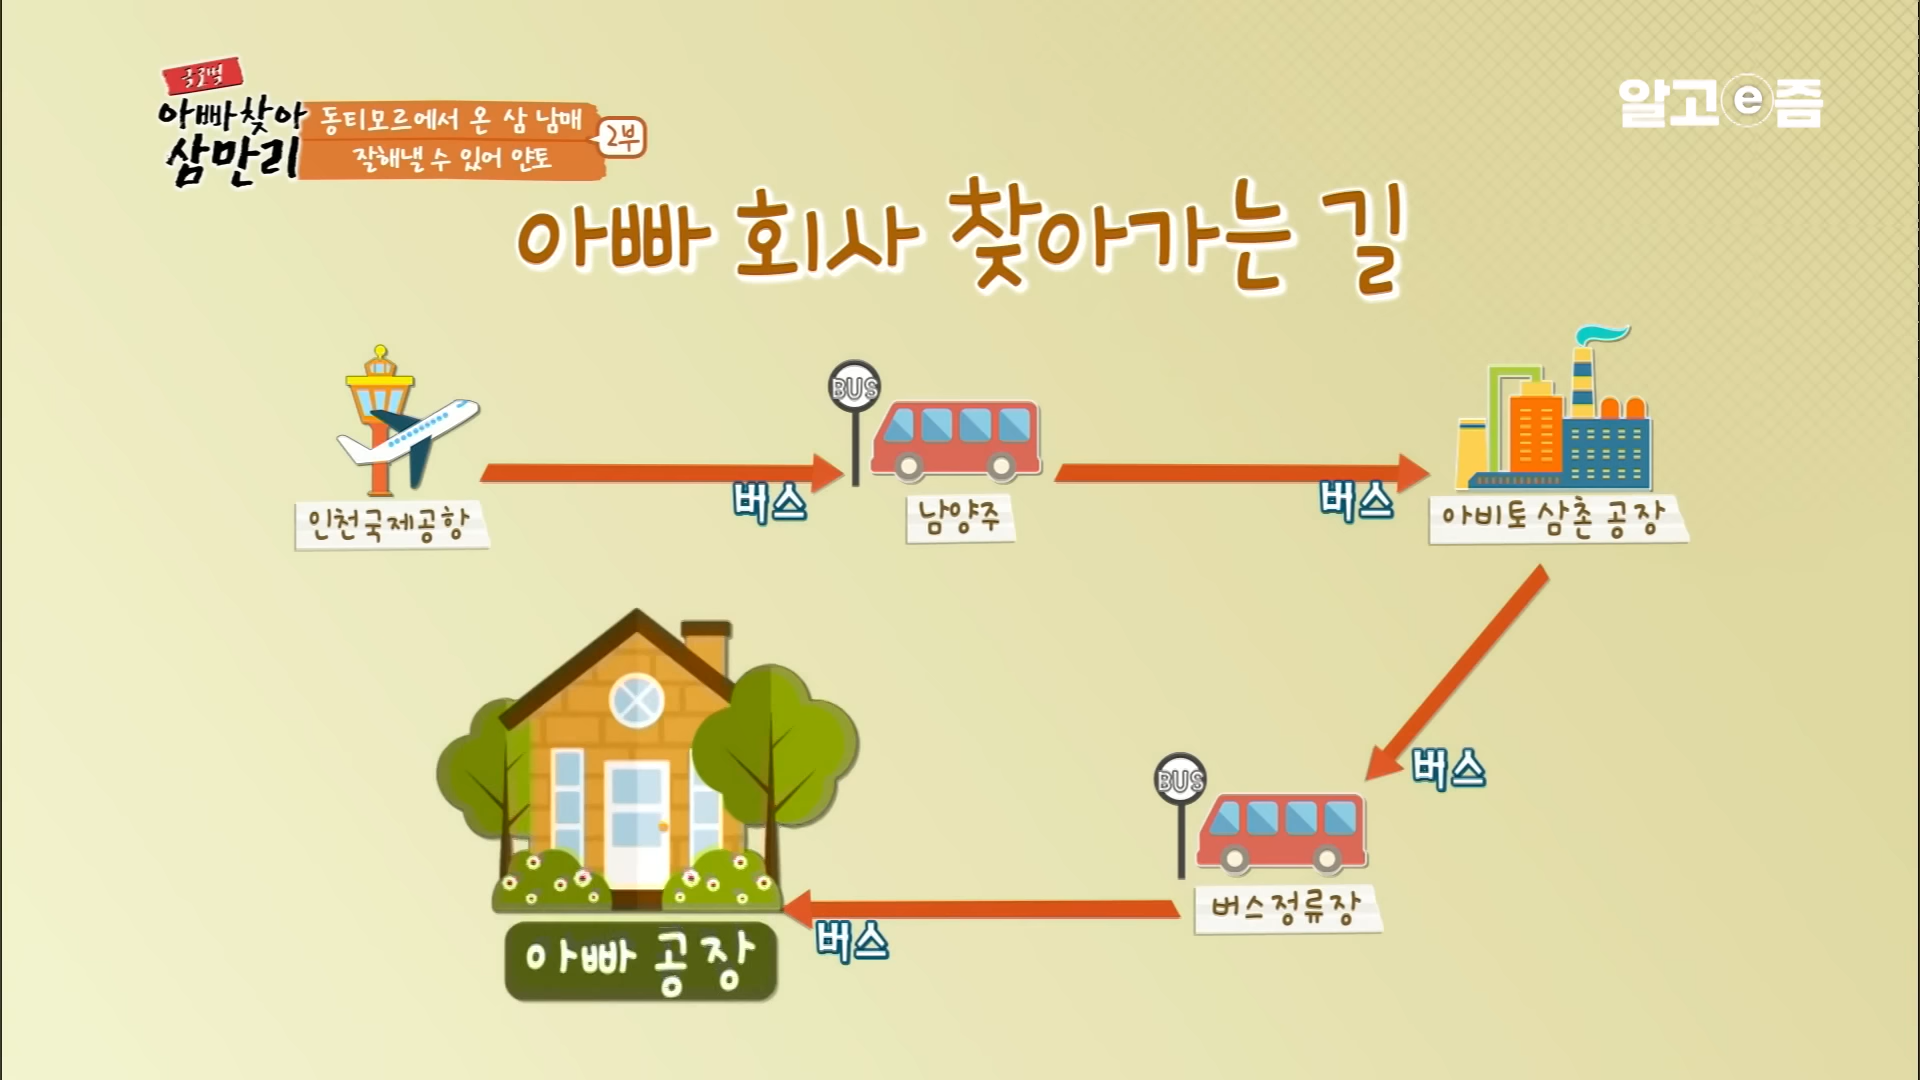 글로벌
아빠 찾아
삼만리
동티모르에서 온 삼 남매
잘해낼 수 있어 얀토
2부
알고e즘
아빠 회사 찾아가는 길
BUS
버스
버스
인천국제공항
남양주
아비토 삼촌 공장
BUS
버스
버스정류장
버스
아빠 공장